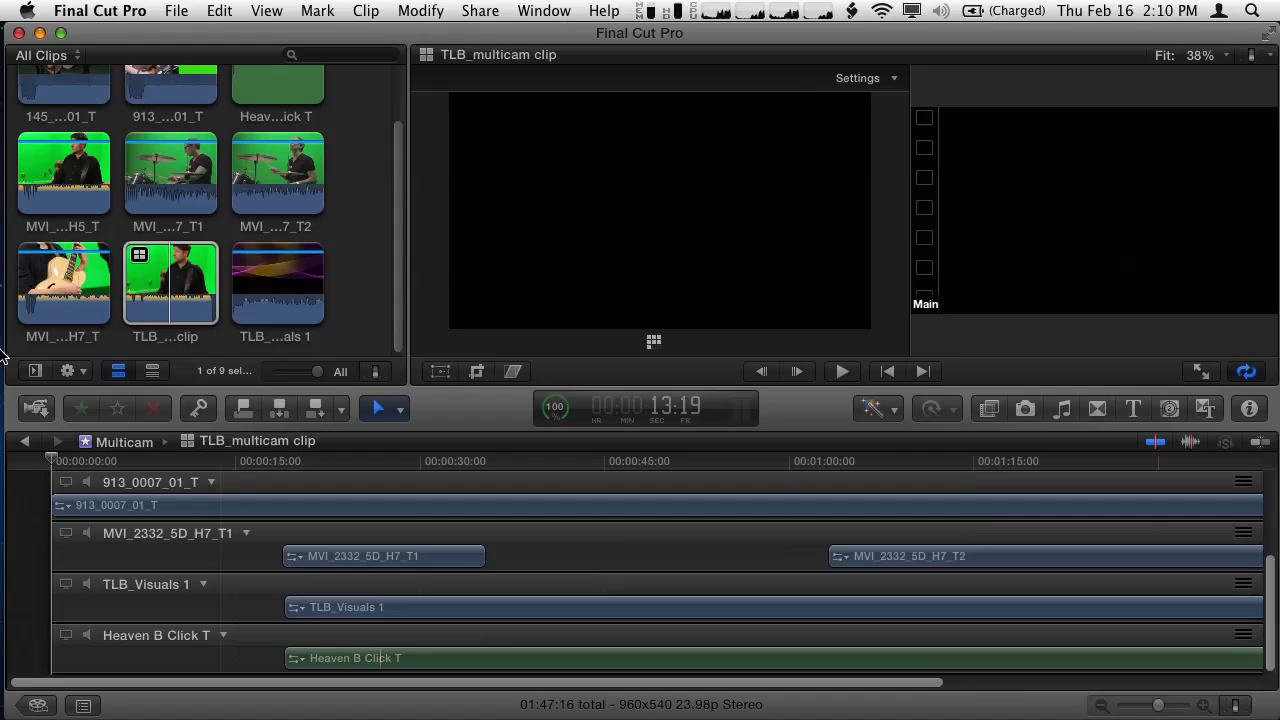 Final Cut Pro File Edit View Mark Clip Modify Share Window Help (Charged) Thu Feb 16 2:10 PM
Final Cut Pro
All Clips TLB_multicam clip Fit: 38%
Settings
145_...01_T 913_...01_T Heav...ick T
MVI_...H5_T MVI_...7_T1 MVI_...7_T2
Main
MVI_...H7_T TLB_...clip TLB_...als 1
1 of 9 sel... All
100 % 00:00 13:19
HR MIN SEC FR
Multicam TLB_multicam clip
00:00:00:00 00:00:15:00 00:00:30:00 00:00:45:00 00:01:00:00 00:01:15:00
913_0007_01_T
913_0007_01_T
MVI_2332_5D_H7_T1
MVI_2332_5D_H7_T1 MVI_2332_5D_H7_T2
TLB_Visuals 1
TLB_Visuals 1
Heaven B Click T
Heaven B Click T
01:47:16 total - 960x540 23.98p Stereo